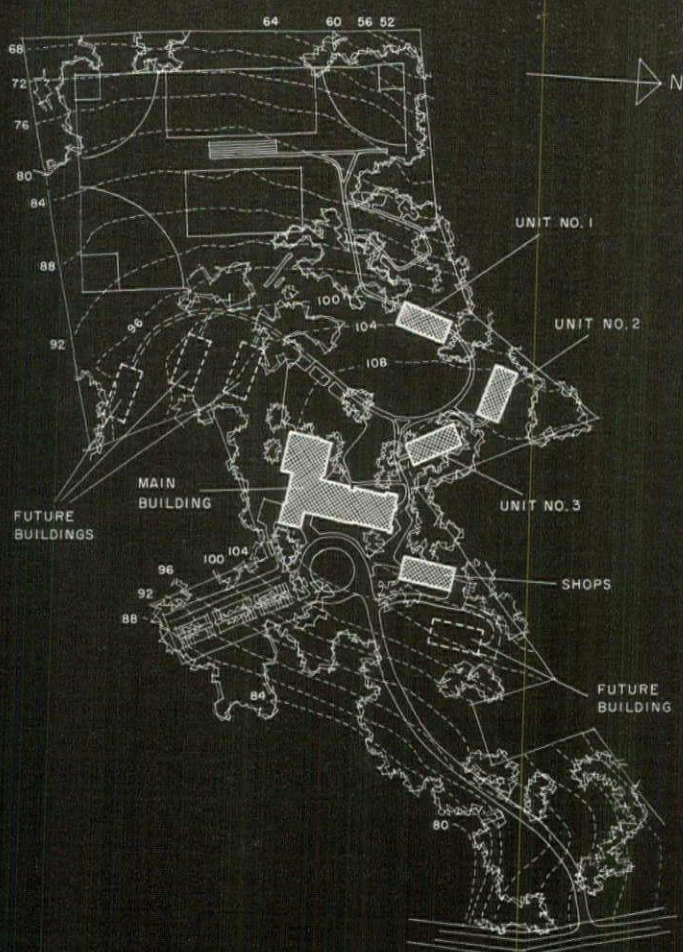 64 60 56 52
68
72
76
80
84
88
92
N
UNIT NO. 1
UNIT NO. 2
96
100
104
108
MAIN
BUILDING
FUTURE
BUILDINGS
UNIT NO. 3
SHOPS
104
100
96
92
88
84
FUTURE
BUILDING
80